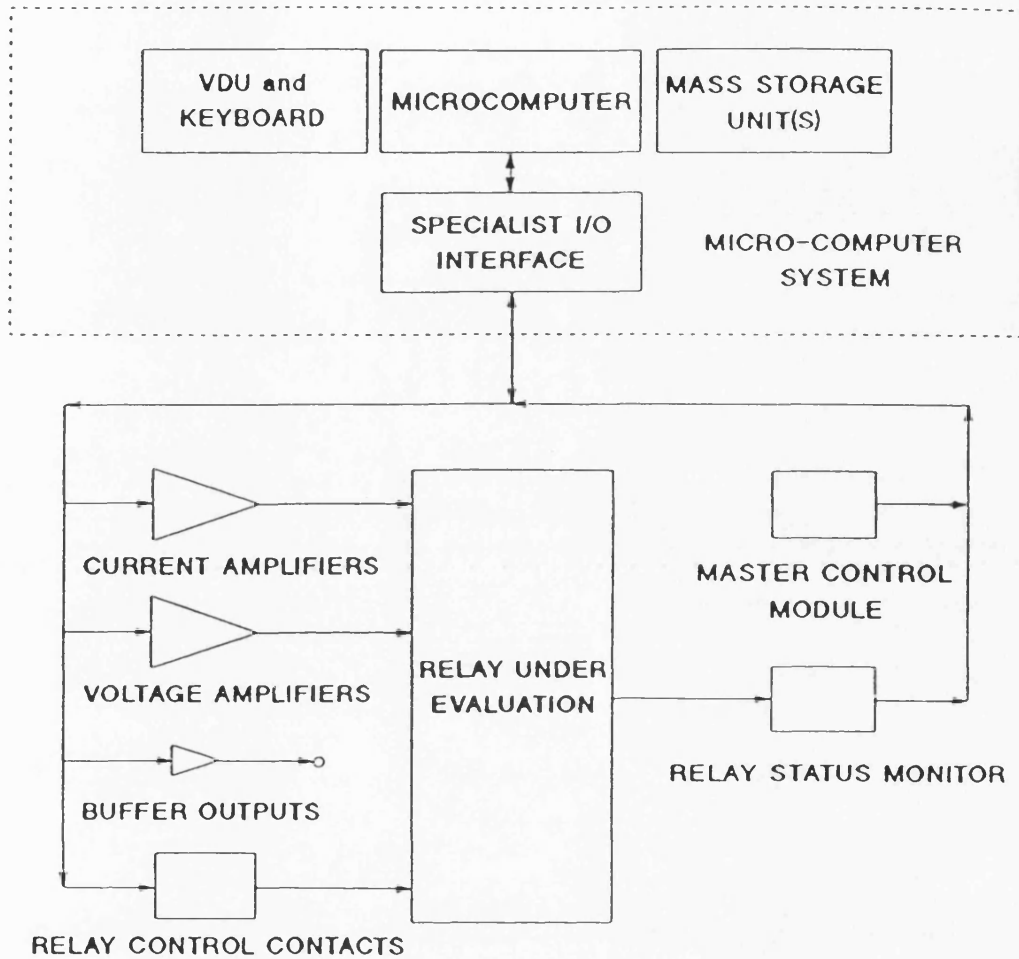 VDU and
KEYBOARD
MICROCOMPUTER
MASS STORAGE
UNIT(S)
SPECIALIST I/O
INTERFACE
MICRO-COMPUTER
SYSTEM
CURRENT AMPLIFIERS
MASTER CONTROL
MODULE
VOLTAGE AMPLIFIERS
RELAY UNDER
EVALUATION
BUFFER OUTPUTS
RELAY STATUS MONITOR
RELAY CONTROL CONTACTS